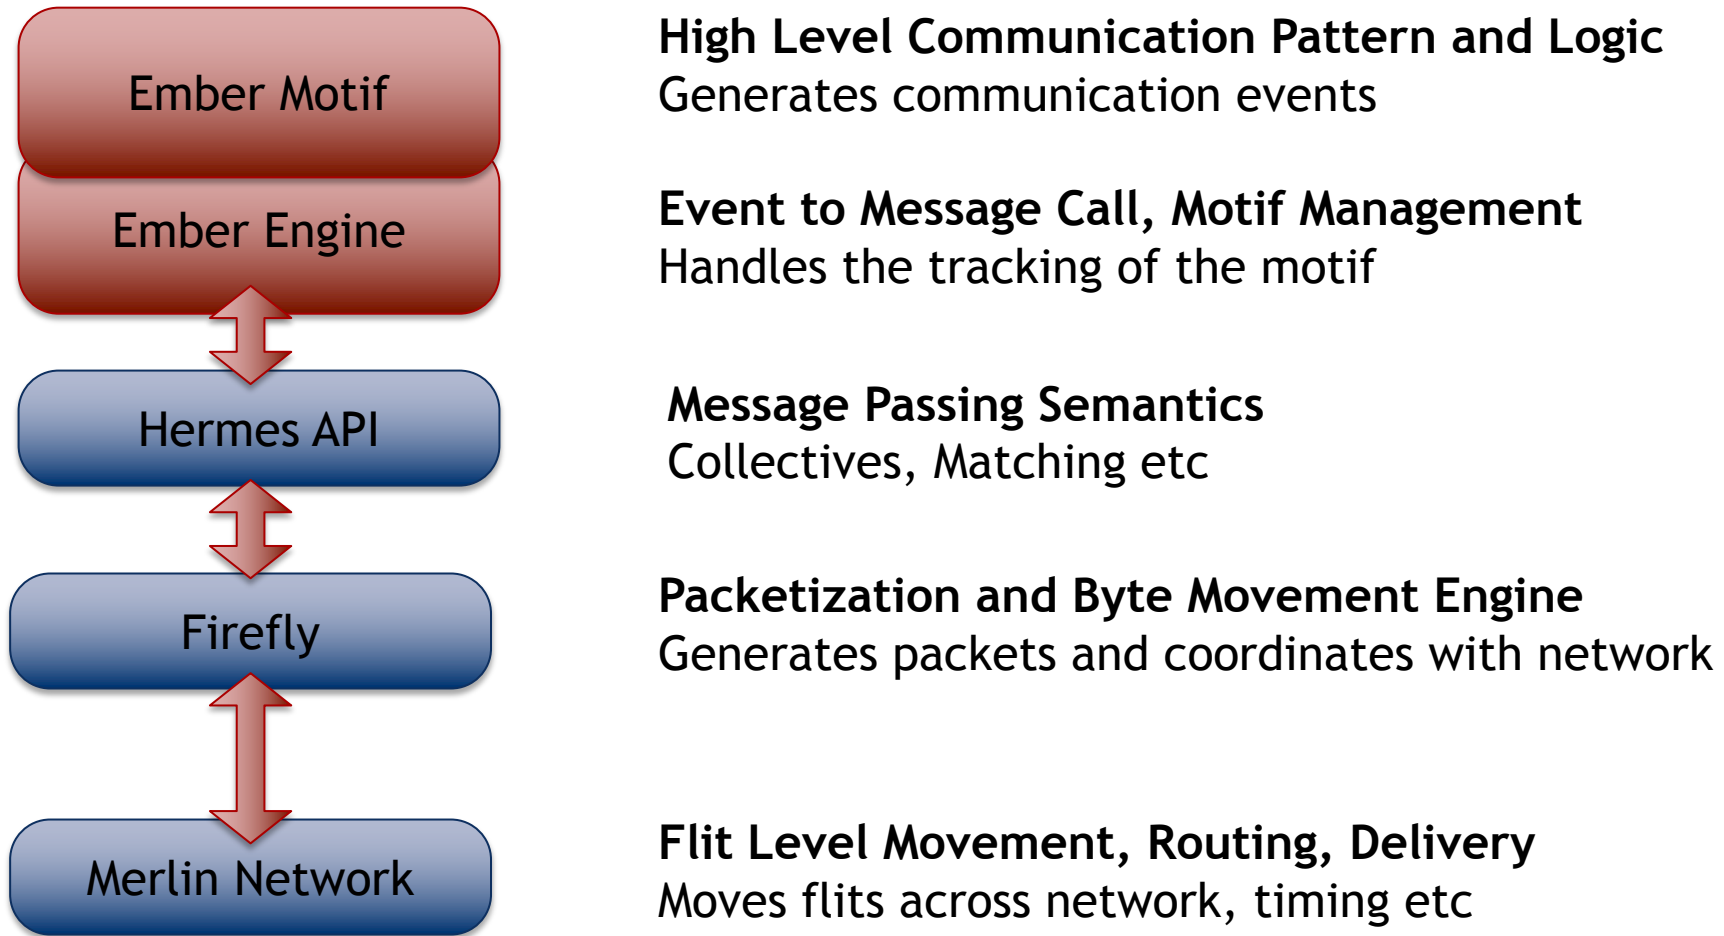 Ember Motif
High Level Communication Pattern and Logic
Generates communication events
Ember Engine
Event to Message Call, Motif Management
Handles the tracking of the motif
Hermes API
Message Passing Semantics
Collectives, Matching etc
Firefly
Packetization and Byte Movement Engine
Generates packets and coordinates with network
Merlin Network
Flit Level Movement, Routing, Delivery
Moves flits across network, timing etc